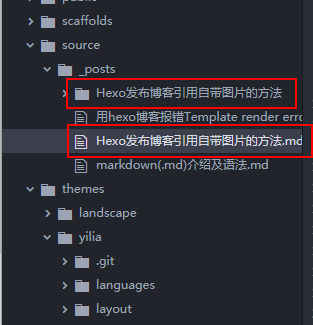 scaffolds
source
_posts
Hexo发布博客引用自带图片的方法
用hexo博客报错Template render erro
Hexo发布博客引用自带图片的方法.md
markdown(.md)介绍及语法.md
themes
landscape
yilia
.git
languages
layout